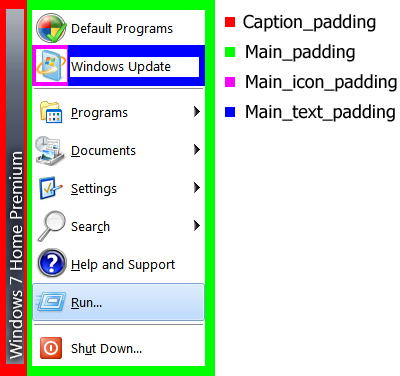 Default Programs
Windows Update
Programs
Documents
Settings
Search
Help and Support
Run...
Shut Down...
Windows 7 Home Premium
Caption_padding
Main_padding
Main_icon_padding
Main_text_padding